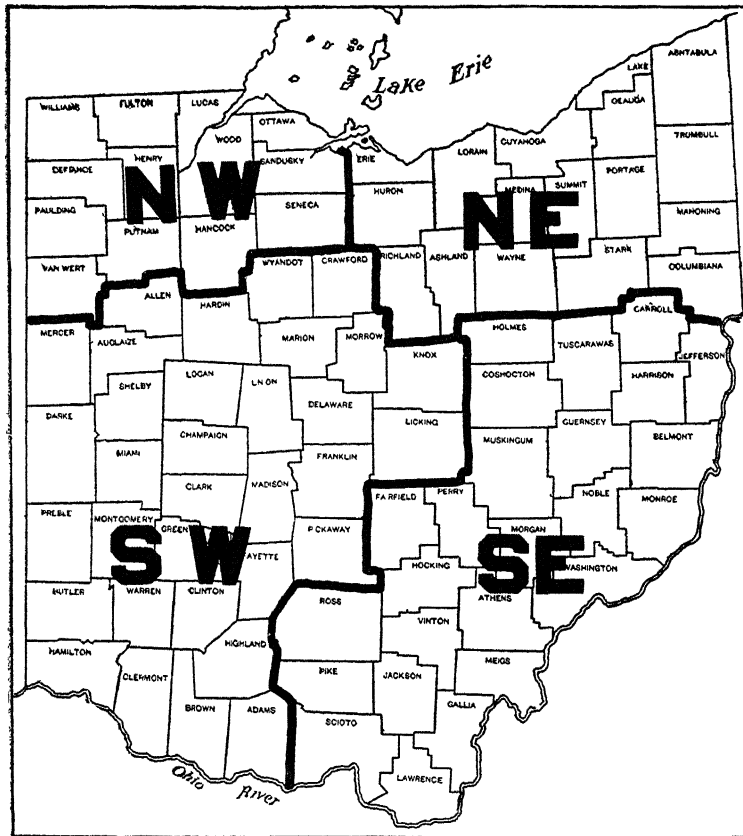 Lake Erie
ASHTABULA
LAKE
GEAUGA
WILLIAMS
FULTON
LUCAS
OTTAWA
WOOD
CUYAHOGA
TRUMBULL
HENRY
SANDUSKY
ERIE
LORAIN
DEFIANCE
PORTAGE
HURON
MEDINA
SUMMIT
NW
NE
SENECA
PAULDING
MAHONING
PUTNAM
HANCOCK
STARK
RICHLAND
ASHLAND
WAYNE
WYANDOT
CRAWFORD
VAN WERT
COLUMBIANA
ALLEN
HARDIN
CARROLL
MERCER
HOLMES
AUGLAIZE
MARION
MORROW
TUSCARAWAS
KNOX
JEFFERSON
LOGAN
COSHOCTON
HARRISON
UNION
SHELBY
DELAWARE
DARKE
LICKING
GUERNSEY
CHAMPAIGN
MUSKINGUM
BELMONT
MIAMI
FRANKLIN
CLARK
MADISON
FAIRFIELD
PERRY
NOBLE
MONROE
PREBLE
MONTGOMERY
GREEN
PICKAWAY
MORGAN
SW
SE
FAYETTE
HOCKING
WASHINGTON
BUTLER
WARREN
CLINTON
ROSS
ATHENS
VINTON
HIGHLAND
HAMILTON
MEIGS
PIKE
JACKSON
CLERMONT
GALLIA
BROWN
ADAMS
SCIOTO
LAWRENCE
Ohio River